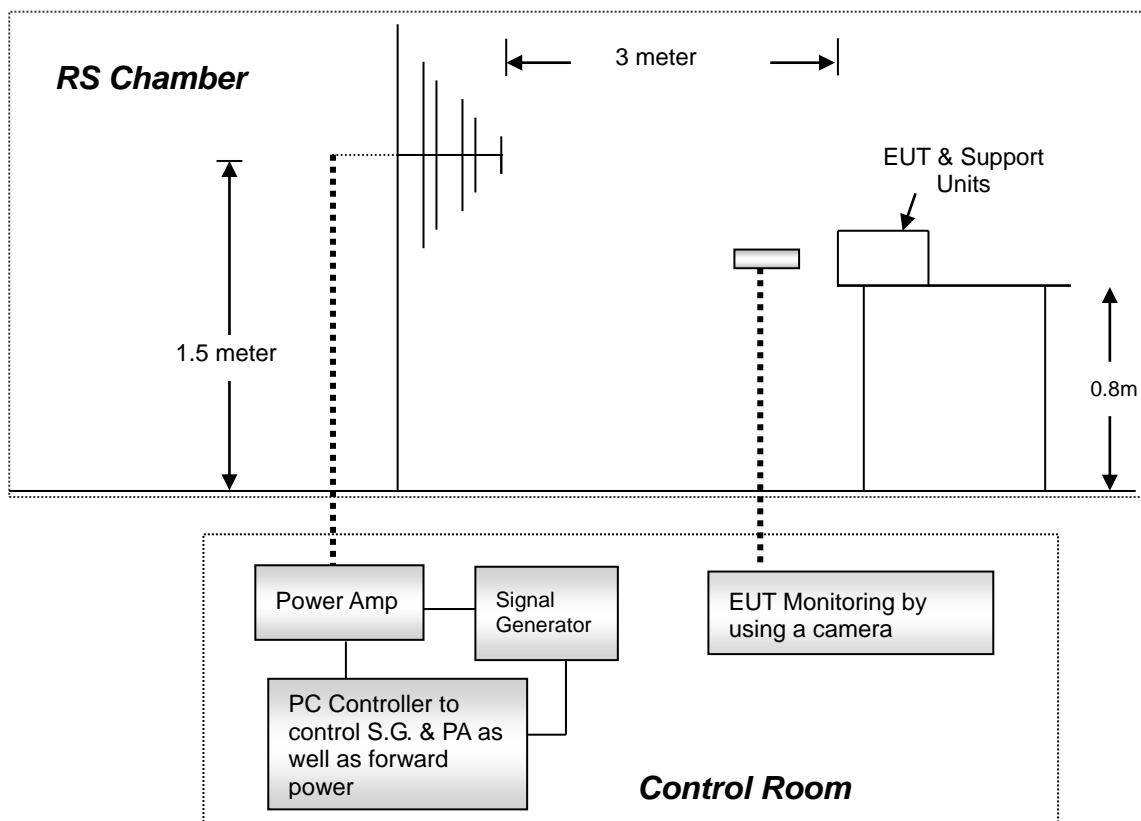 RS Chamber
3 meter
EUT & Support
Units
1.5 meter
0.8m
Power Amp
Signal
Generator
EUT Monitoring by
using a camera
PC Controller to
control S.G. & PA as
well as forward
power
Control Room